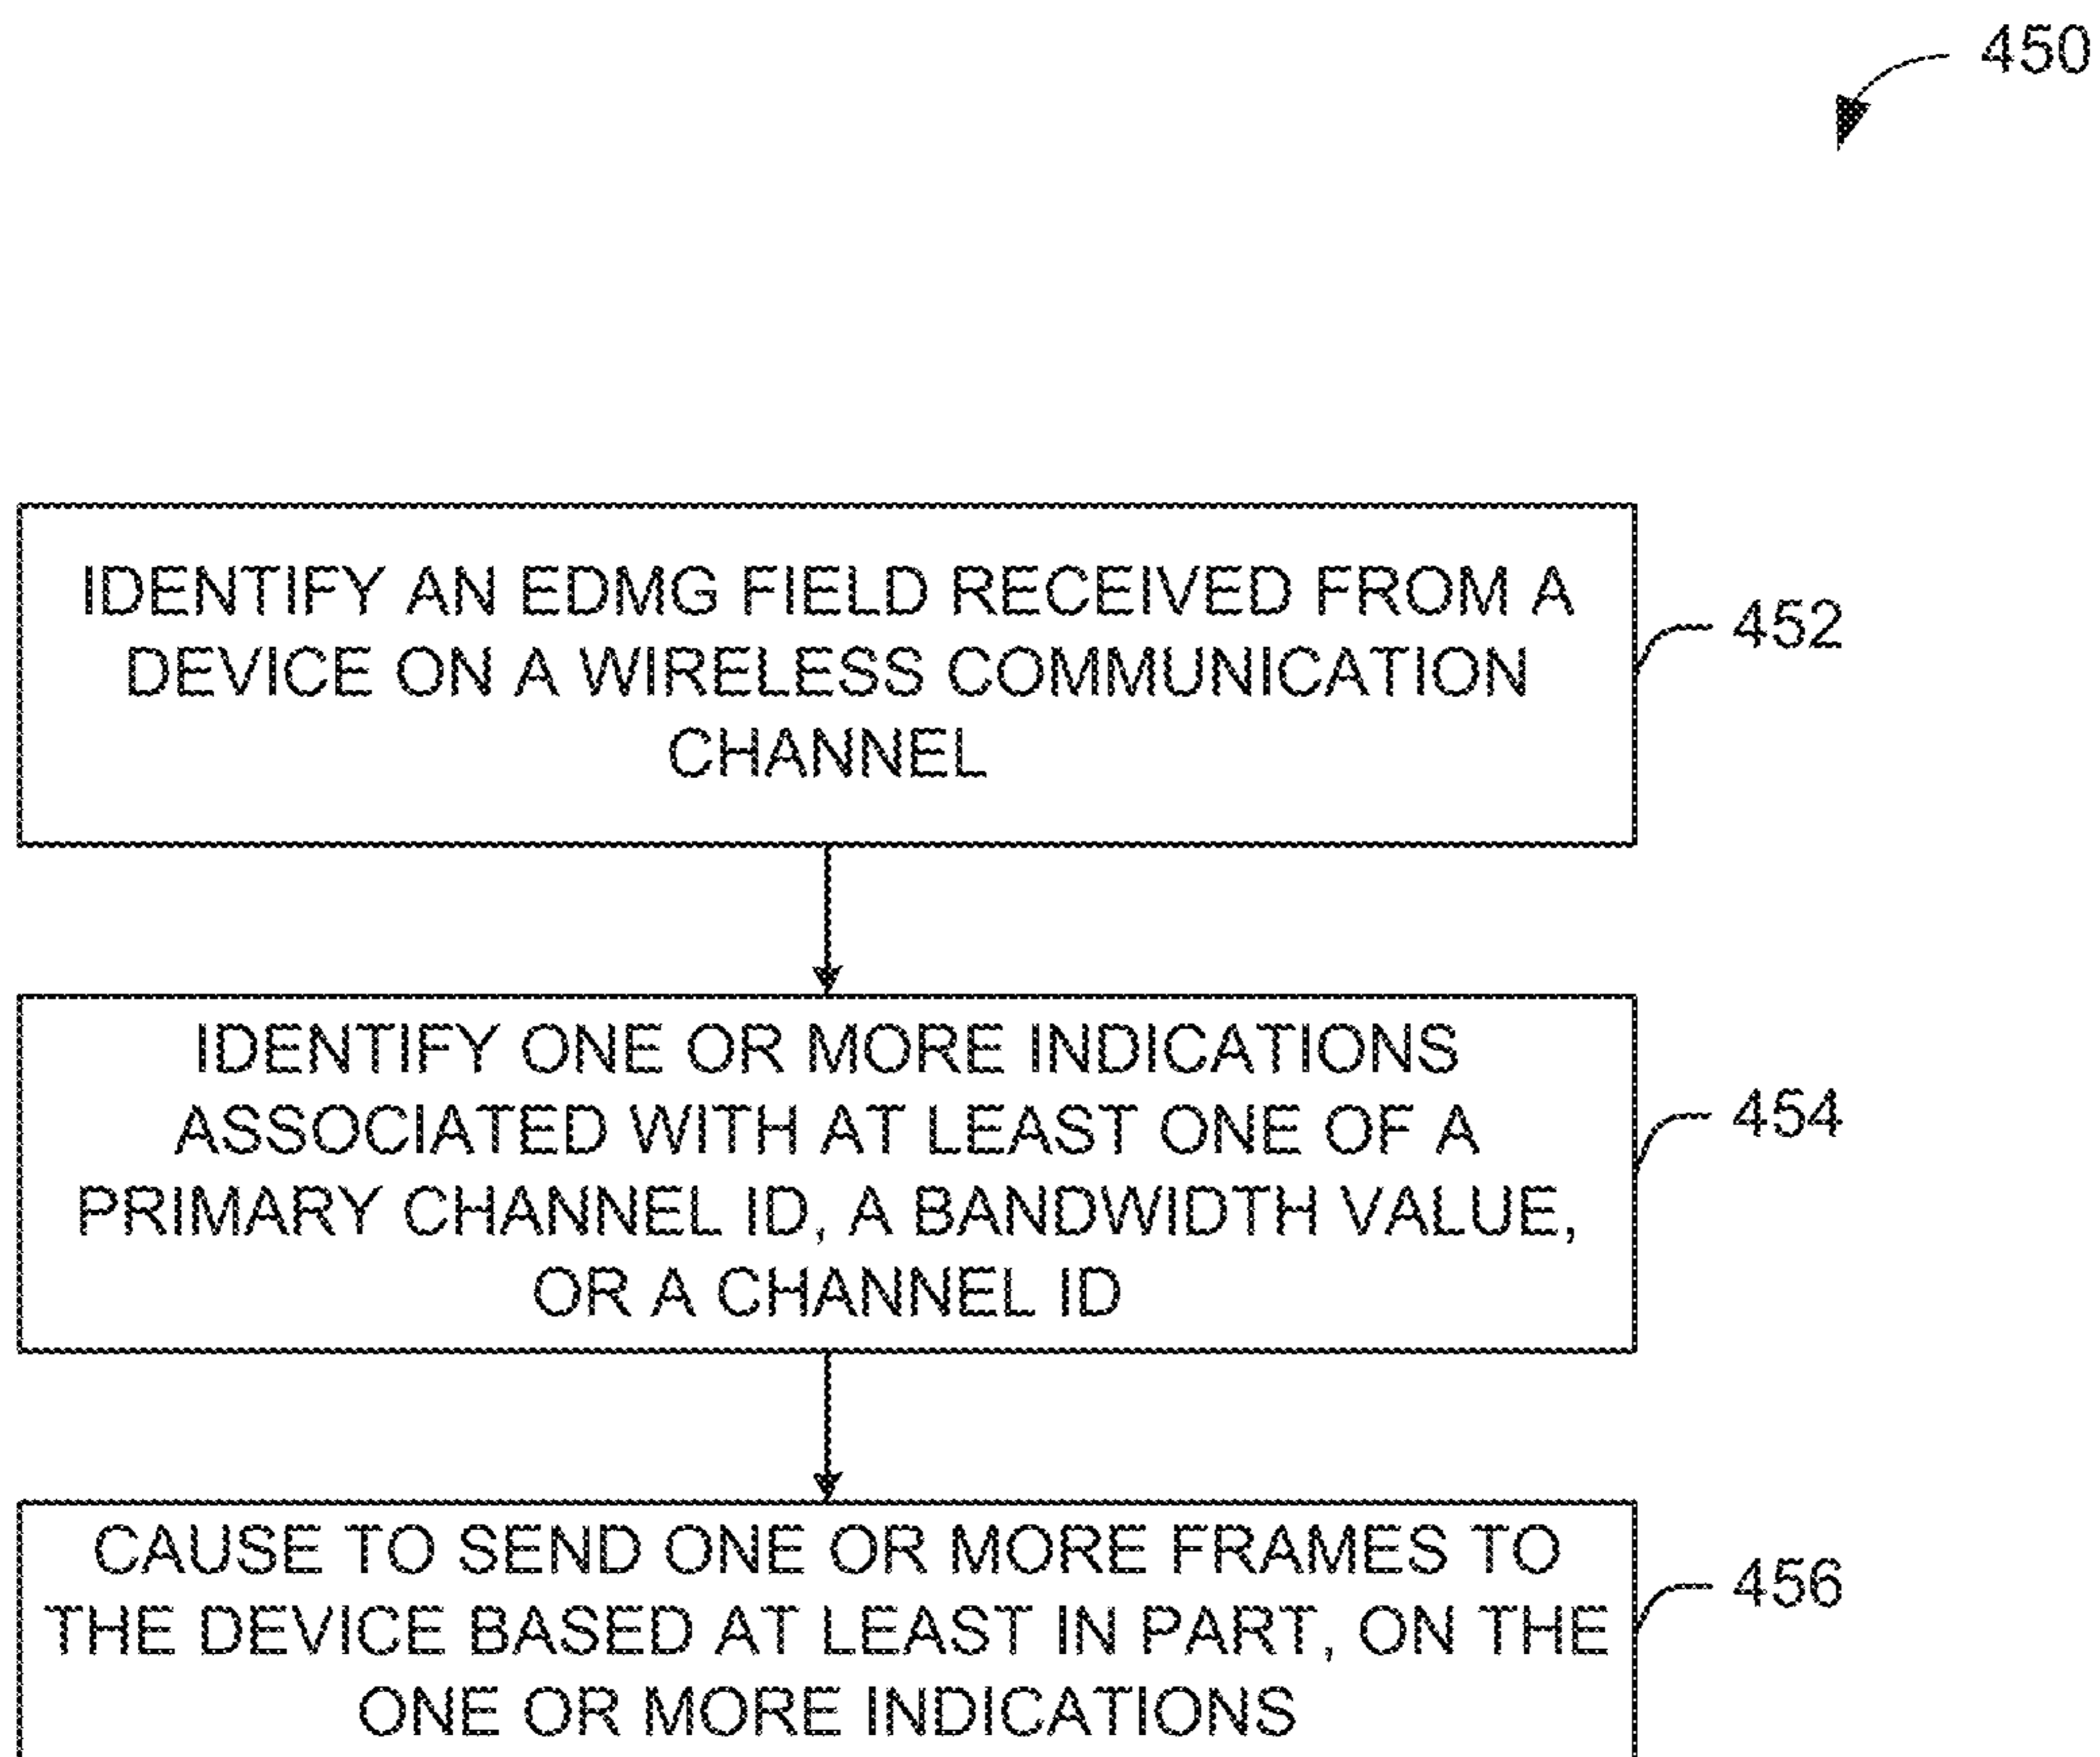 450
IDENTIFY AN EDMG FIELD RECEIVED FROM A
DEVICE ON A WIRELESS COMMUNICATION
CHANNEL
452
IDENTIFY ONE OR MORE INDICATIONS
ASSOCIATED WITH AT LEAST ONE OF A
PRIMARY CHANNEL ID, A BANDWIDTH VALUE,
OR A CHANNEL ID
454
CAUSE TO SEND ONE OR MORE FRAMES TO
THE DEVICE BASED AT LEAST IN PART, ON THE
ONE OR MORE INDICATIONS
456